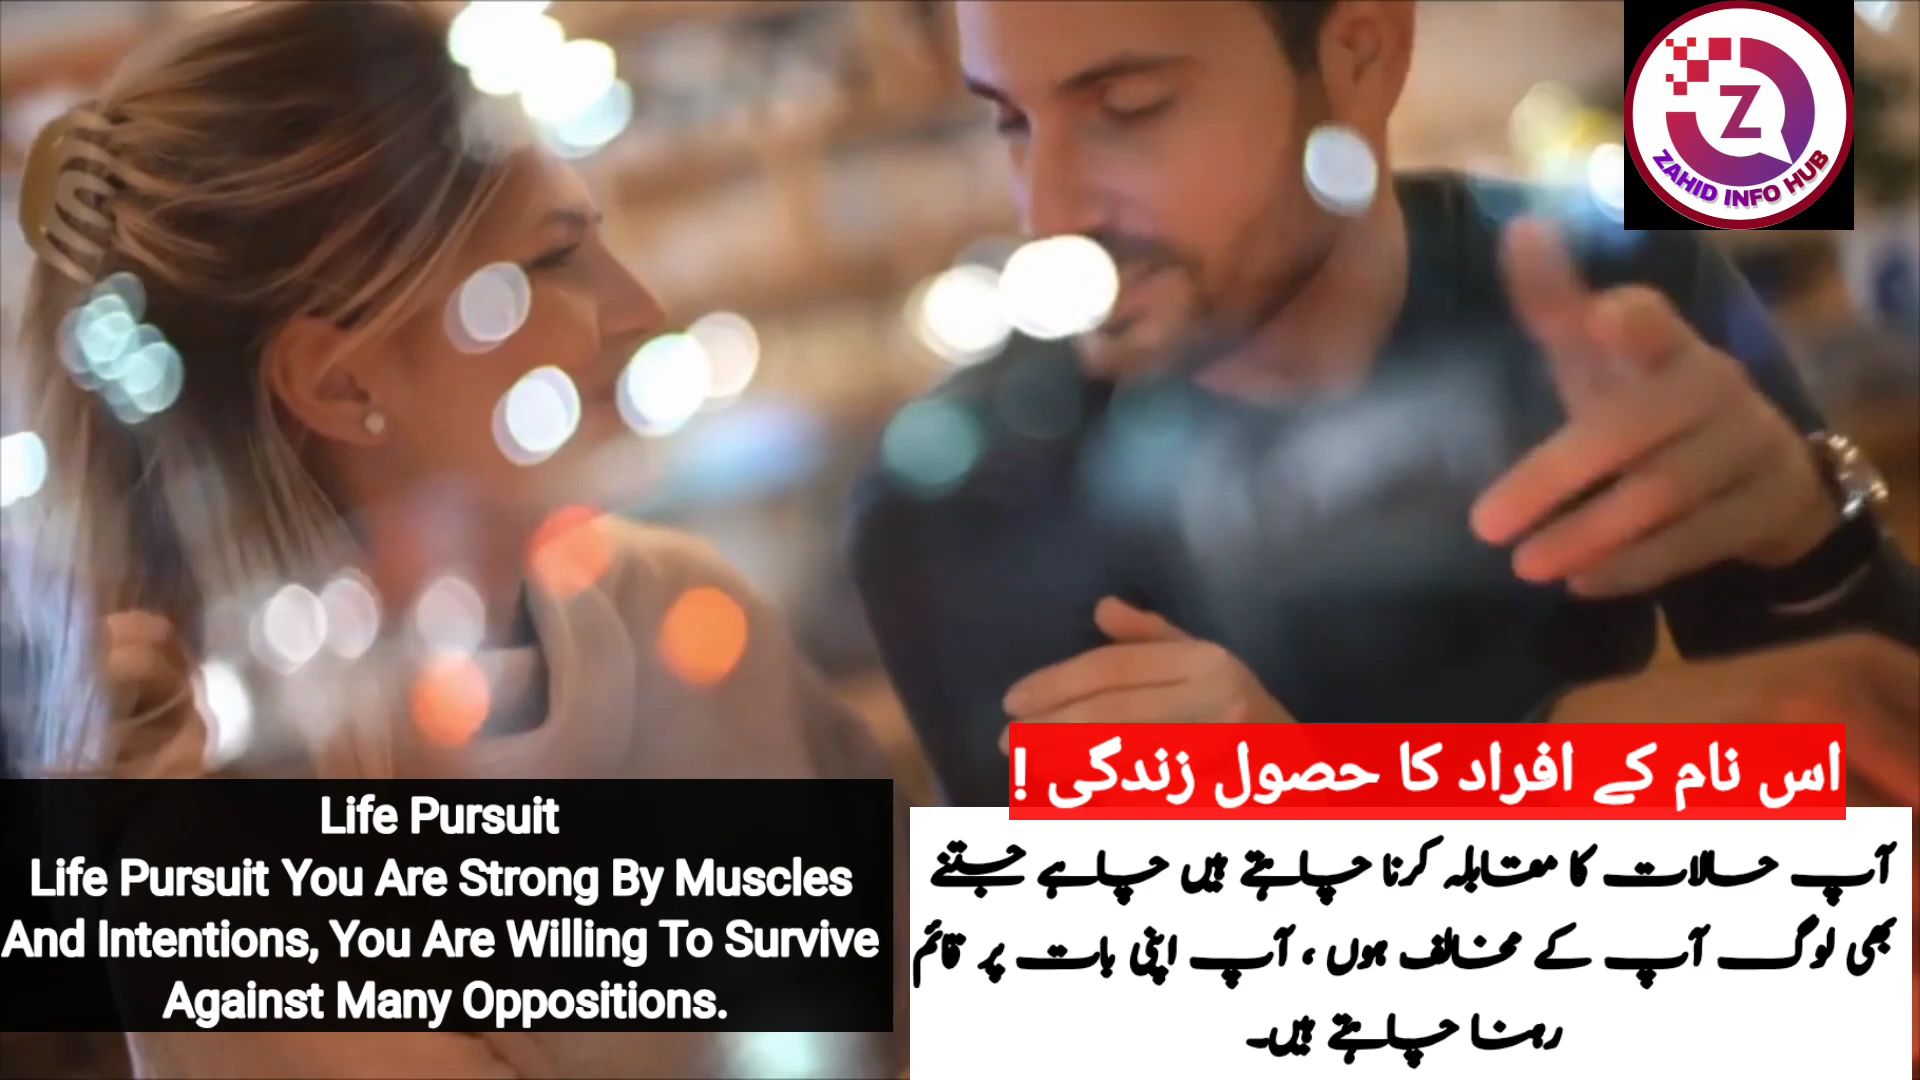 Z
ZAHID INFO HUB
اس نام کے افراد کا حصول زندگی !
Life Pursuit
Life Pursuit You Are Strong By Muscles
And Intentions, You Are Willing To Survive
Against Many Oppositions.
آپ حالات کا مقابلہ کرنا چاہتے ہیں چاہے جتنے
بھی لوگ آپ کے مخالف ہوں ، آپ اپنی بات پر قائم
رہنا چاہتے ہیں۔